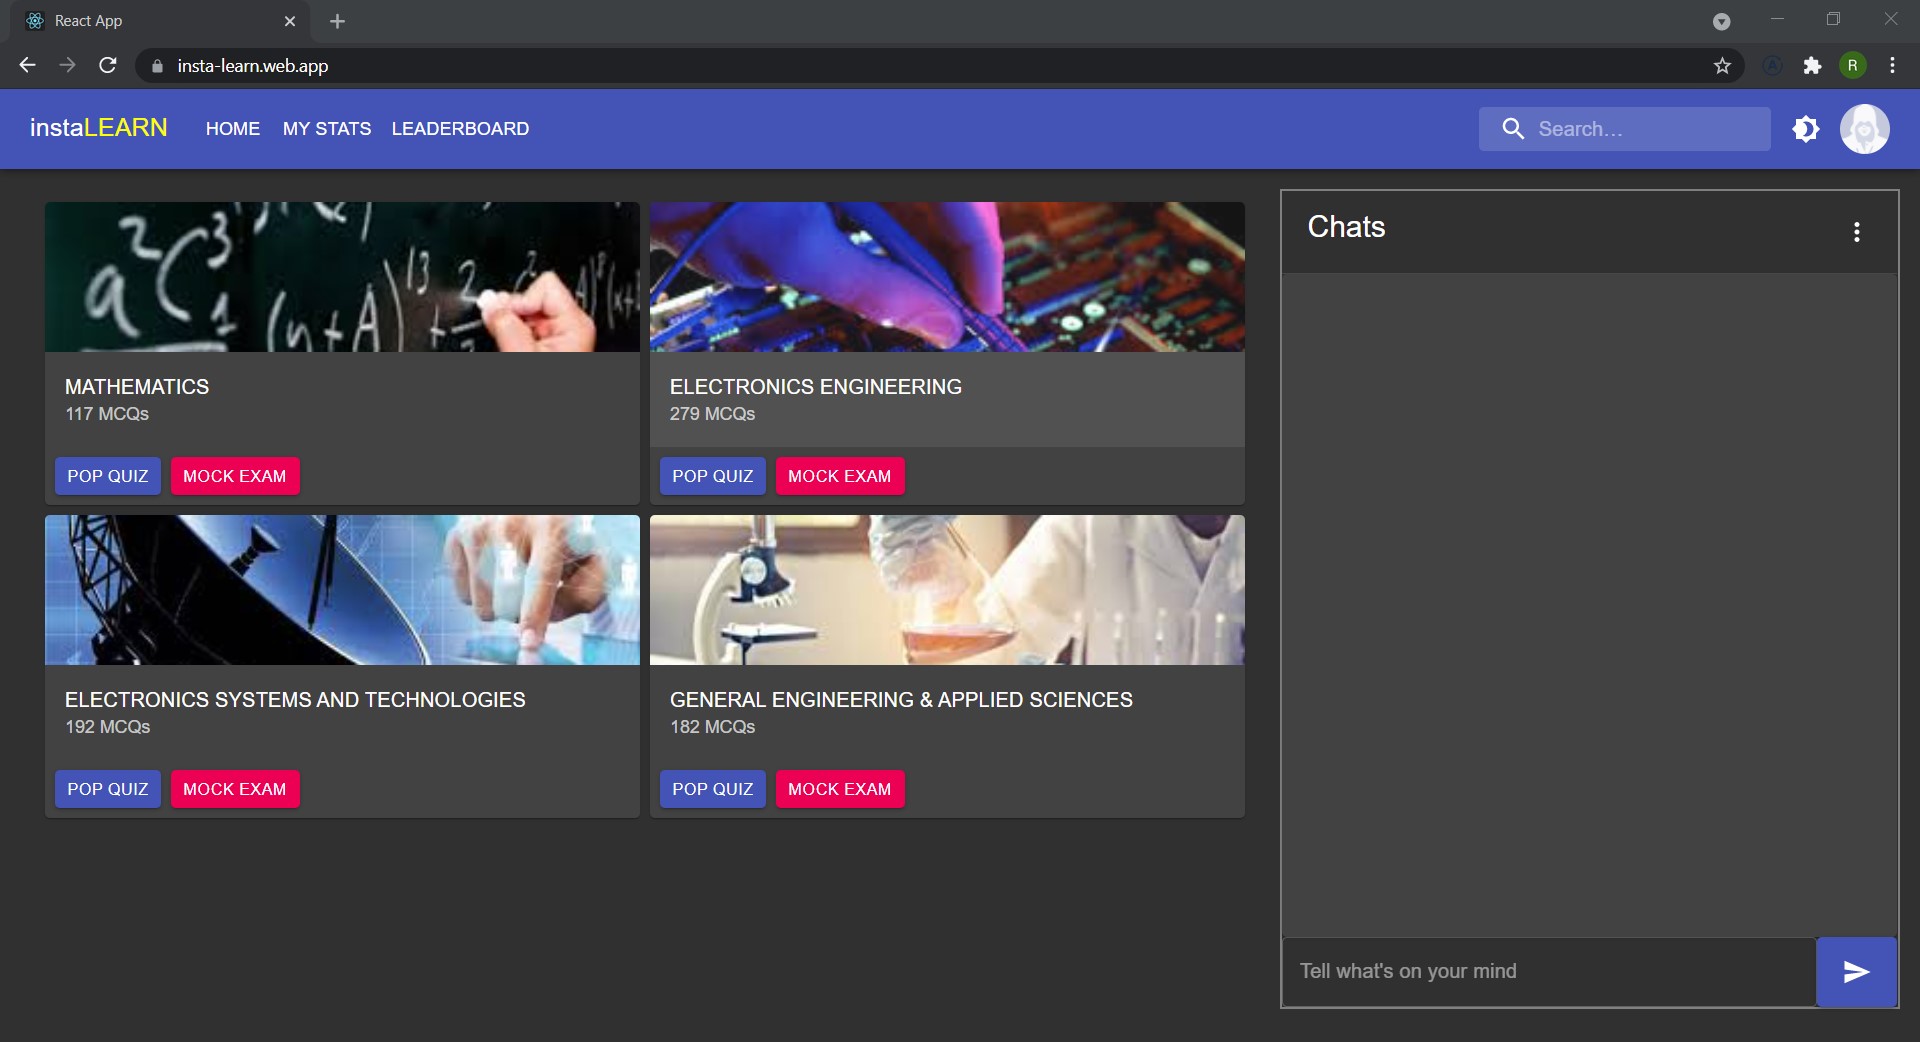 React App
insta-learn.web.app
R
instaLEARN HOME MY STATS LEADERBOARD Search...
MATHEMATICS
117 MCQs
POP QUIZ MOCK EXAM
ELECTRONICS ENGINEERING
279 MCQs
POP QUIZ MOCK EXAM
ELECTRONICS SYSTEMS AND TECHNOLOGIES
192 MCQs
POP QUIZ MOCK EXAM
GENERAL ENGINEERING & APPLIED SCIENCES
182 MCQs
POP QUIZ MOCK EXAM
Chats
Tell what's on your mind